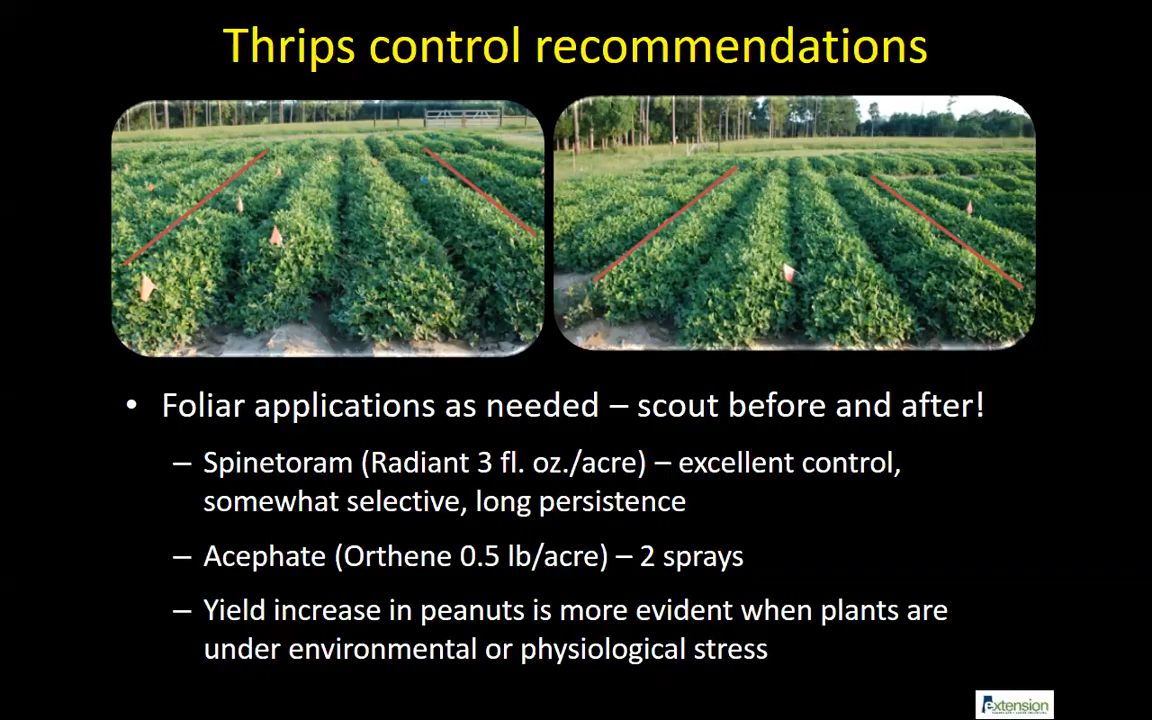 Thrips control recommendations
• Foliar applications as needed – scout before and after!
– Spinetoram (Radiant 3 fl. oz./acre) – excellent control,
somewhat selective, long persistence
– Acephate (Orthene 0.5 lb/acre) – 2 sprays
– Yield increase in peanuts is more evident when plants are
under environmental or physiological stress
extension